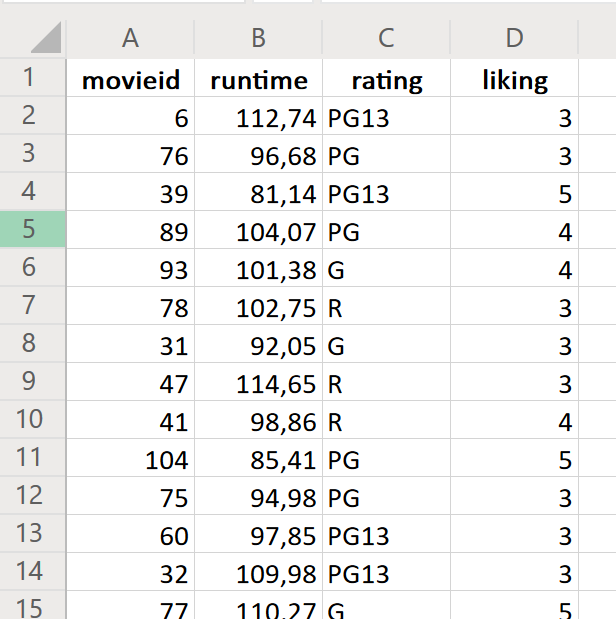 A B C D
1 movieid runtime rating liking
2 6 112,74 PG13 3
3 76 96,68 PG 3
4 39 81,14 PG13 5
5 89 104,07 PG 4
6 93 101,38 G 4
7 78 102,75 R 3
8 31 92,05 G 3
9 47 114,65 R 3
10 41 98,86 R 4
11 104 85,41 PG 5
12 75 94,98 PG 3
13 60 97,85 PG13 3
14 32 109,98 PG13 3
15 77 110,27 G 5